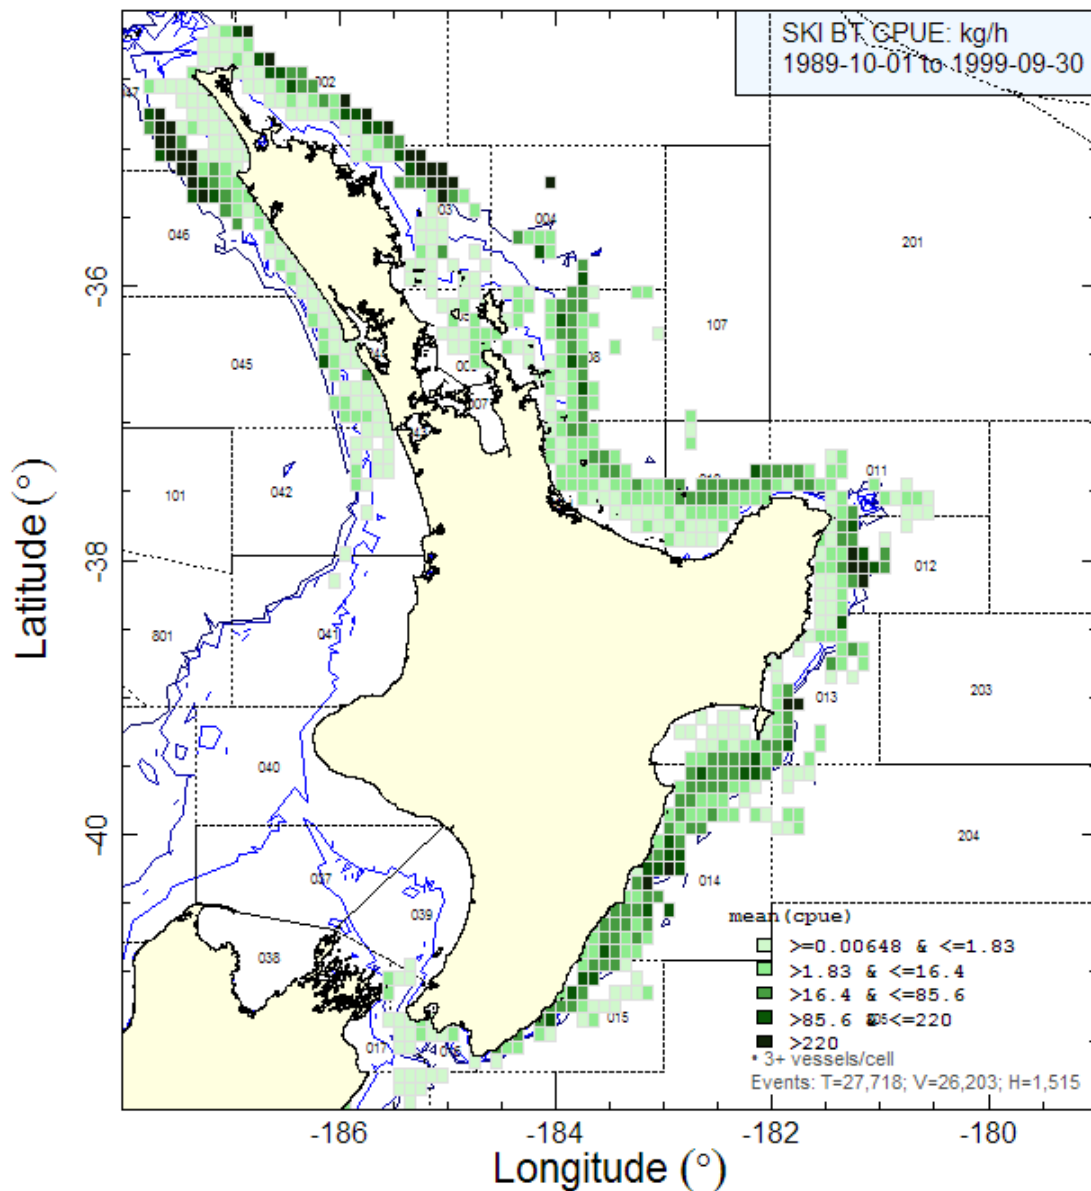 SKI BT CPUE: kg/h
1989-10-01 to 1999-09-30
002
047
004
201
046
-36
107
045
007
101
042
011
-38
012
801
041
203
013
040
-40
204
014
037
039
mean(cpue)
038
>=0.00648 & <=1.83
>1.83 & <=16.4
>16.4 & <=85.6
015
>85.6 & <=220
017
>220
• 3+ vessels/cell
Events: T=27,718; V=26,203; H=1,515
-186
-184
-182
-180
Longitude (°)
Latitude (°)